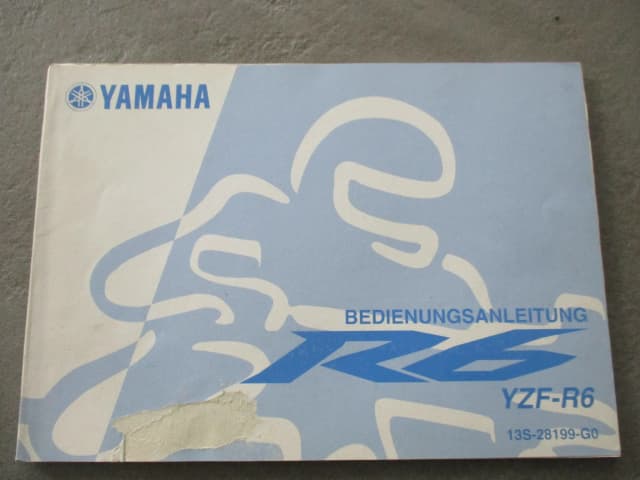 YAMAHA
BEDIENUNGSANLEITUNG
R6
YZF-R6
13S-28199-G0